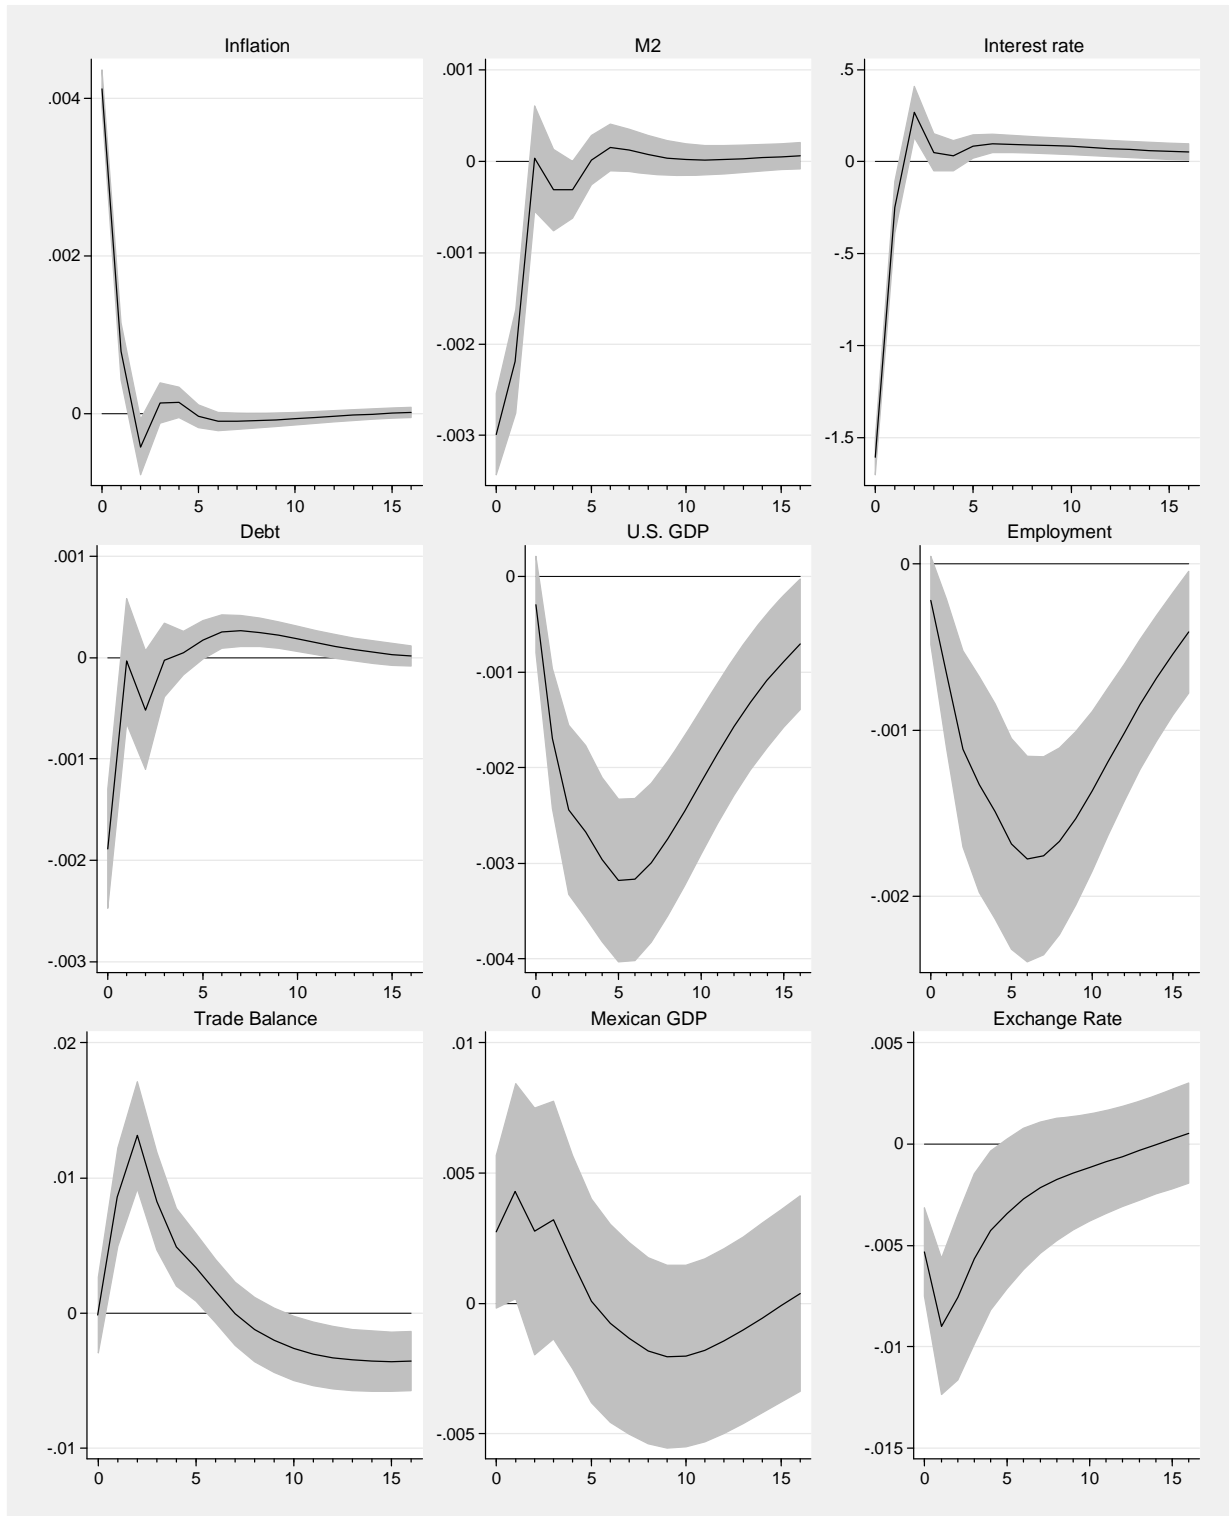 Inflation
.004
.002
0
0 5 10 15
M2
.001
0
-.001
-.002
-.003
0 5 10 15
Interest rate
.5
0
-.5
-1
-1.5
0 5 10 15
Debt
.001
0
-.001
-.002
-.003
0 5 10 15
U.S. GDP
0
-.001
-.002
-.003
-.004
0 5 10 15
Employment
0
-.001
-.002
0 5 10 15
Trade Balance
.02
.01
0
-.01
0 5 10 15
Mexican GDP
.01
.005
0
-.005
0 5 10 15
Exchange Rate
.005
0
-.005
-.01
-.015
0 5 10 15